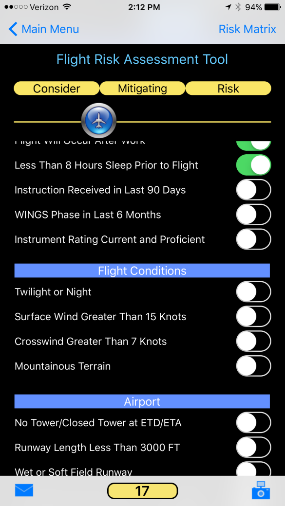 Verizon 2:12 PM 94%
Main Menu Risk Matrix
Flight Risk Assessment Tool
Consider Mitigating Risk
Flight Will Occur After Work
Less Than 8 Hours Sleep Prior to Flight
Instruction Received in Last 90 Days
WINGS Phase in Last 6 Months
Instrument Rating Current and Proficient
Flight Conditions
Twilight or Night
Surface Wind Greater Than 15 Knots
Crosswind Greater Than 7 Knots
Mountainous Terrain
Airport
No Tower/Closed Tower at ETD/ETA
Runway Length Less Than 3000 FT
Wet or Soft Field Runway
17